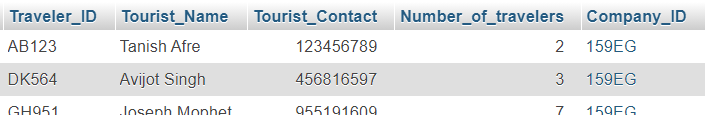 Traveler_ID Tourist_Name Tourist_Contact Number_of_travelers Company_ID
AB123 Tanish Afre 123456789 2 159EG
DK564 Avijot Singh 456816597 3 159EG
GH951 Joseph Mophet 955191609 7 159EG